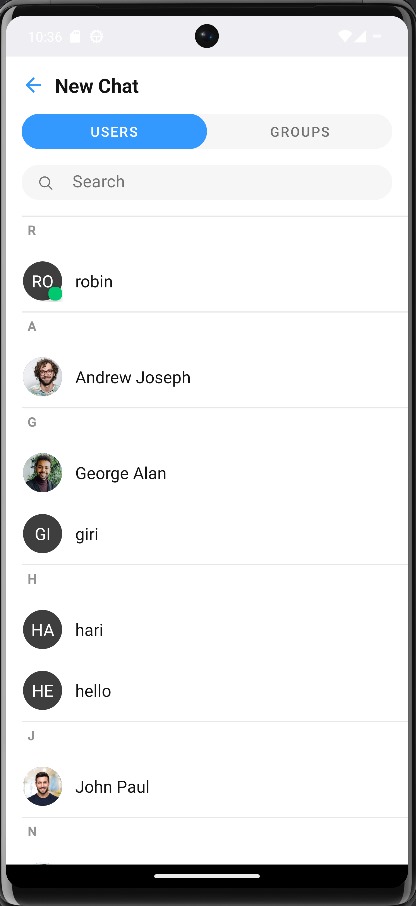 10:36
New Chat
USERS GROUPS
Search
R
RO robin
A
Andrew Joseph
G
George Alan
GI giri
H
HA hari
HE hello
J
John Paul
N